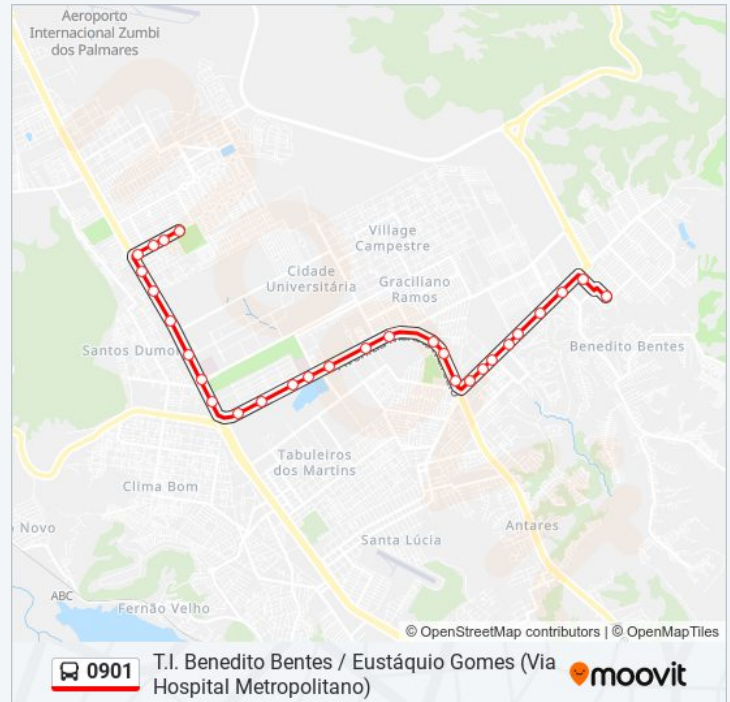 Aeroporto
Internacional Zumbi
dos Palmares
Village
Campestre
Cidade
Universitária
Graciliano
Ramos
Santos Dumo
Benedito Bentes
Tabuleiros
dos Martins
Clima Bom
Antares
Novo
Santa Lúcia
ABC
Fernão Velho
© OpenStreetMap contributors | © OpenMapTiles
0901
T.I. Benedito Bentes / Eustáquio Gomes (Via
Hospital Metropolitano)
moovit